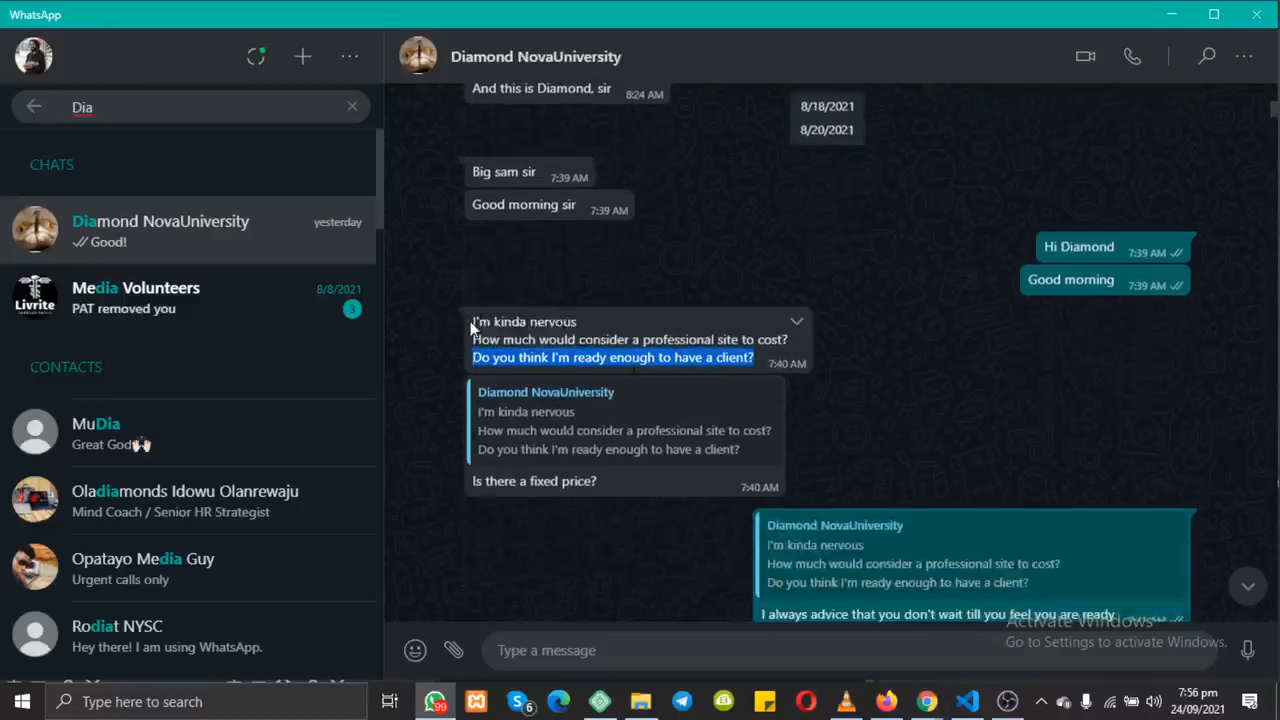 WhatsApp
Diamond NovaUniversity
Dia
CHATS
Diamond NovaUniversity
yesterday
Good!
Media Volunteers
8/8/2021
PAT removed you
3
CONTACTS
MuDia
Great God🙌🏻
Oladiamonds Idowu Olanrewaju
Mind Coach / Senior HR Strategist
Opatayo Media Guy
Urgent calls only
Rodiat NYSC
Hey there! I am using WhatsApp.
And this is Diamond, sir
8:24 AM
8/18/2021
8/20/2021
Big sam sir
7:39 AM
Good morning sir
7:39 AM
Hi Diamond
7:39 AM
Good morning
7:39 AM
I'm kinda nervous
How much would consider a professional site to cost?
Do you think I'm ready enough to have a client?
7:40 AM
Diamond NovaUniversity
I'm kinda nervous
How much would consider a professional site to cost?
Do you think I'm ready enough to have a client?
Is there a fixed price?
7:40 AM
Diamond NovaUniversity
I'm kinda nervous
How much would consider a professional site to cost?
Do you think I'm ready enough to have a client?
I always advice that you don't wait till you feel you are ready
Activate Windows
Go to Settings to activate Windows.
Type a message
Type here to search
99
6
7:56 pm
24/09/2021